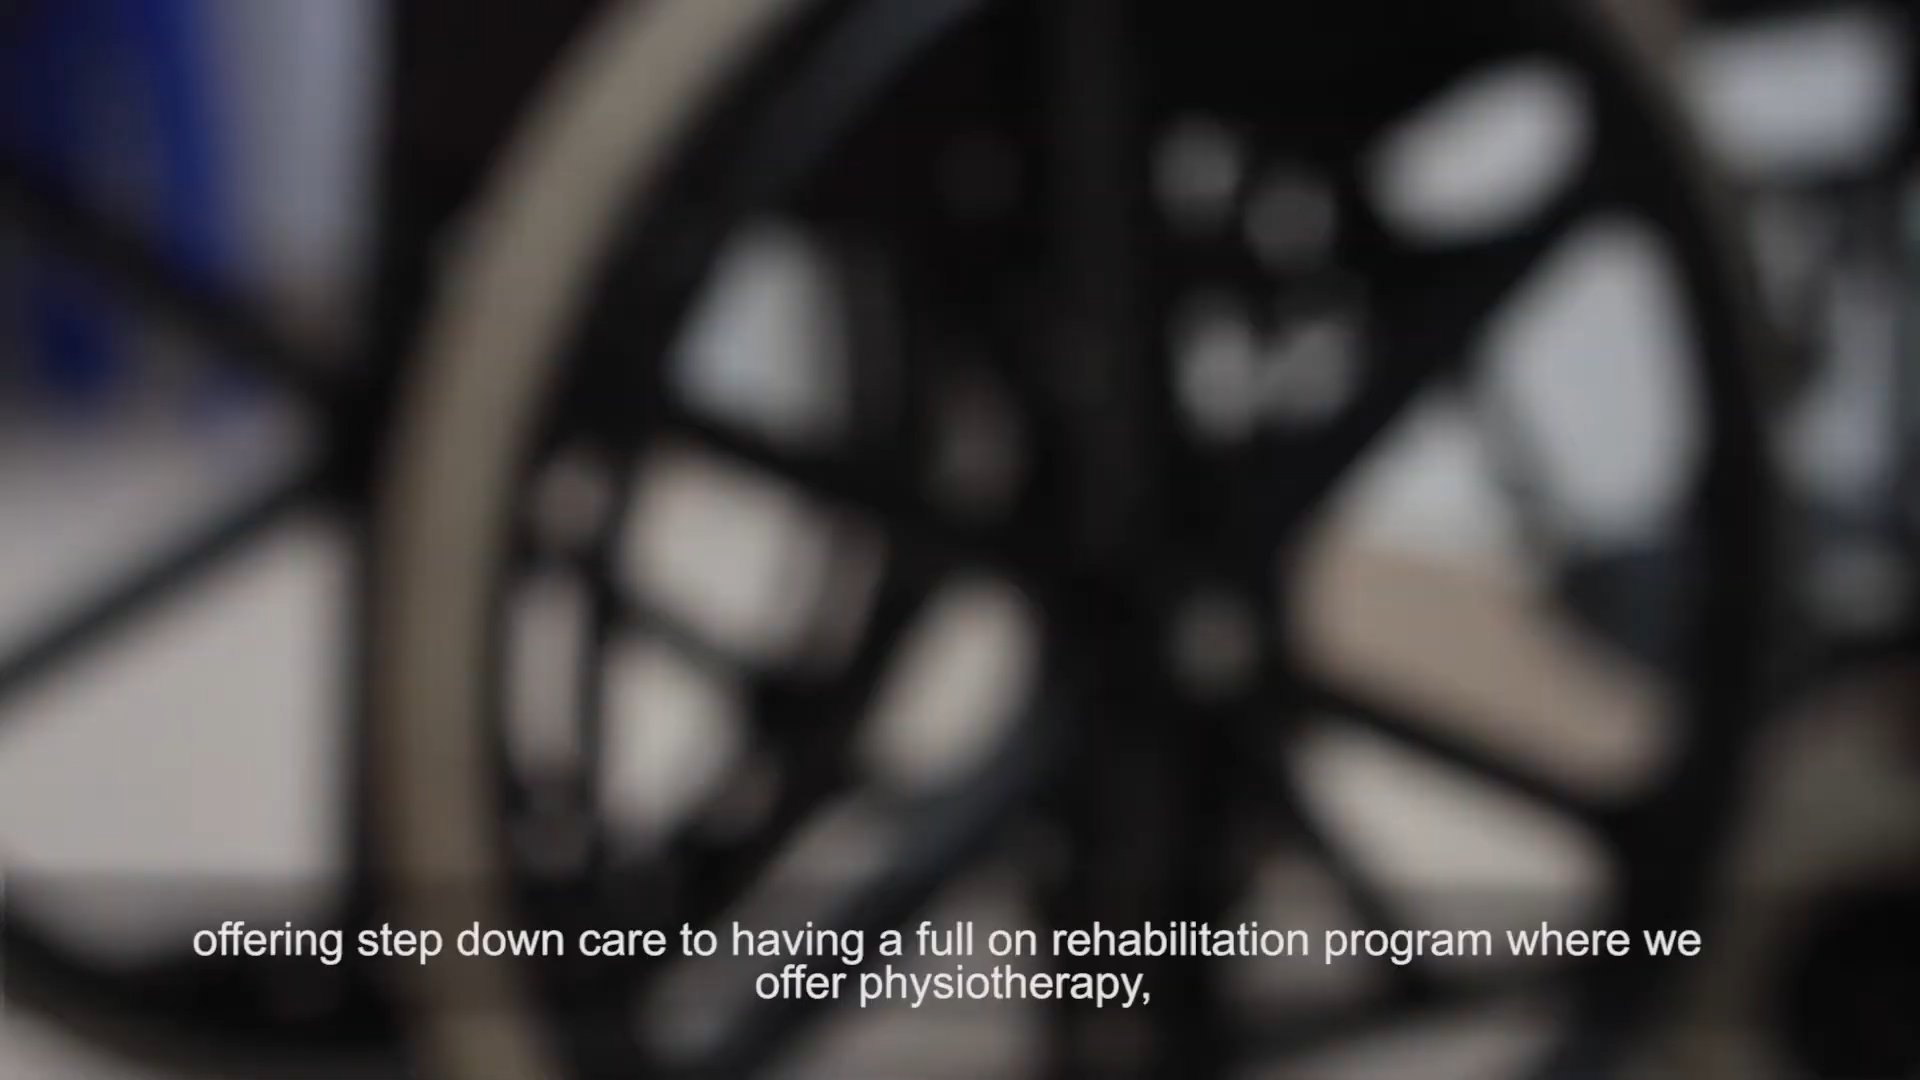 offering step down care to having a full on rehabilitation program where we
offer physiotherapy,